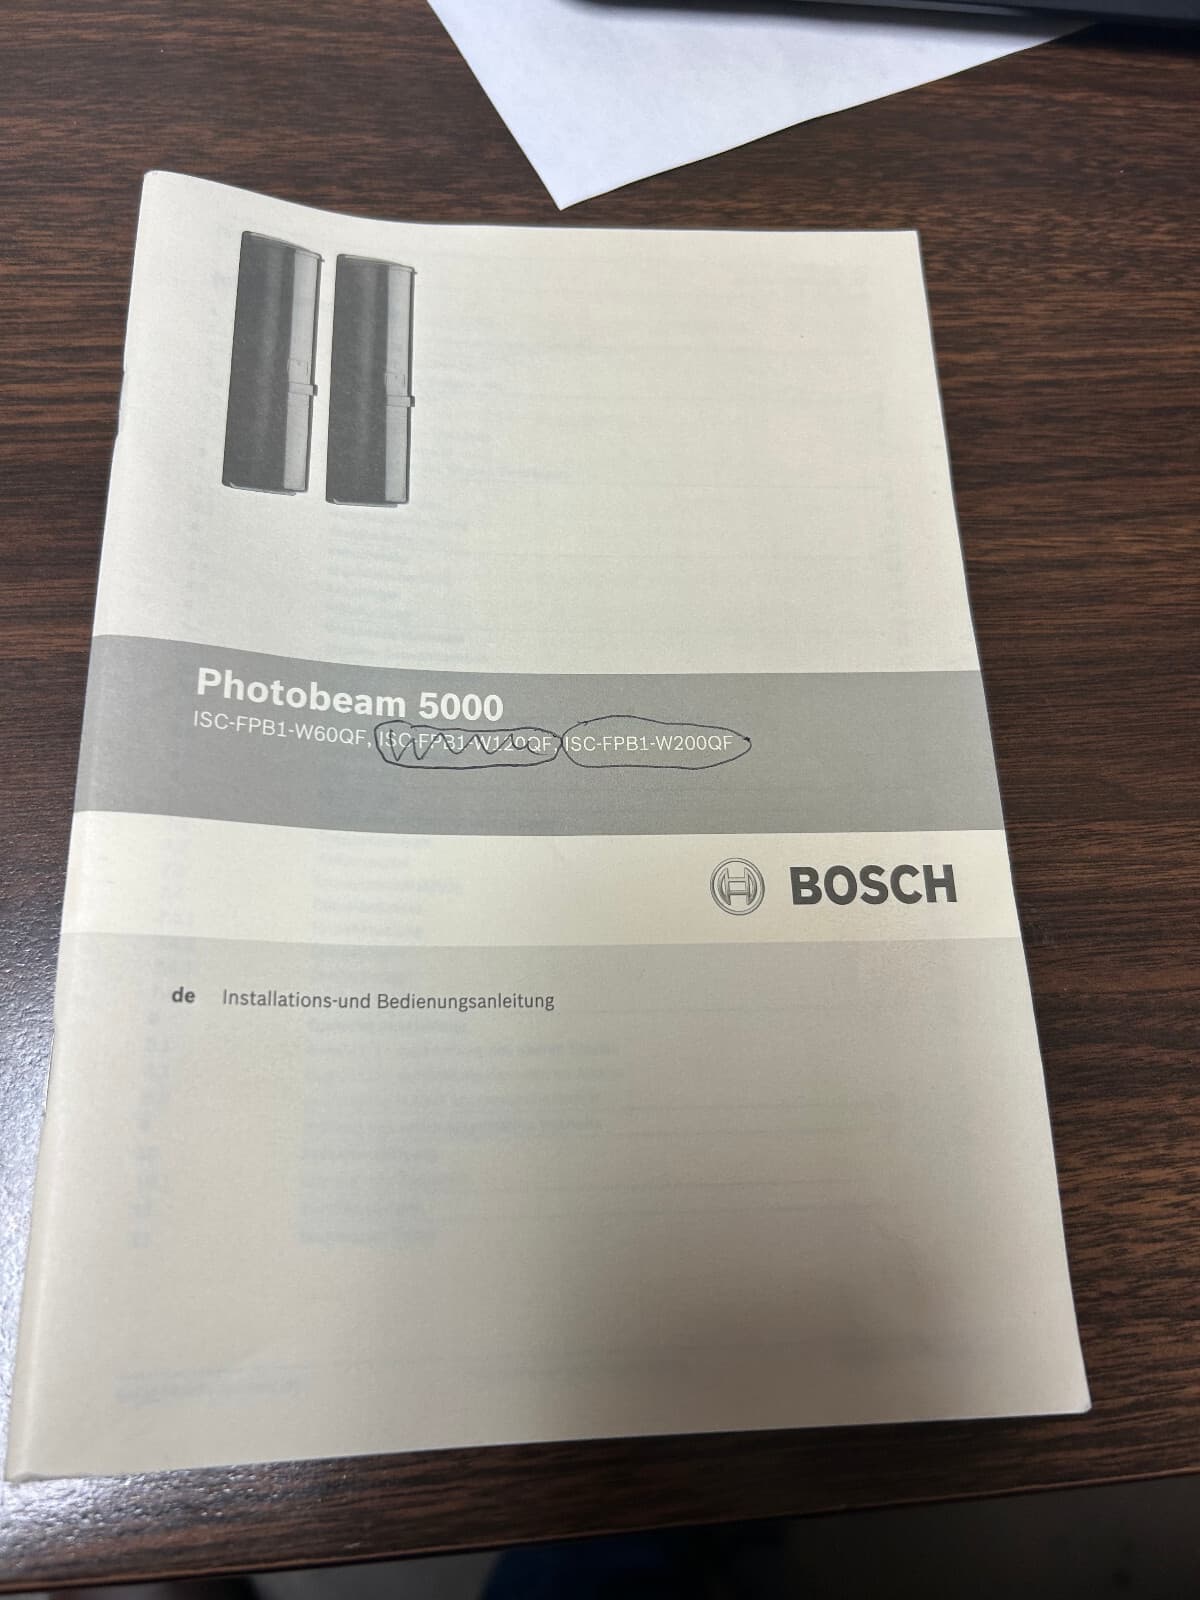 Photobeam 5000
ISC-FPB1-W60QF, ISC-FPB1-W120QF, ISC-FPB1-W200QF
BOSCH
de Installations-und Bedienungsanleitung